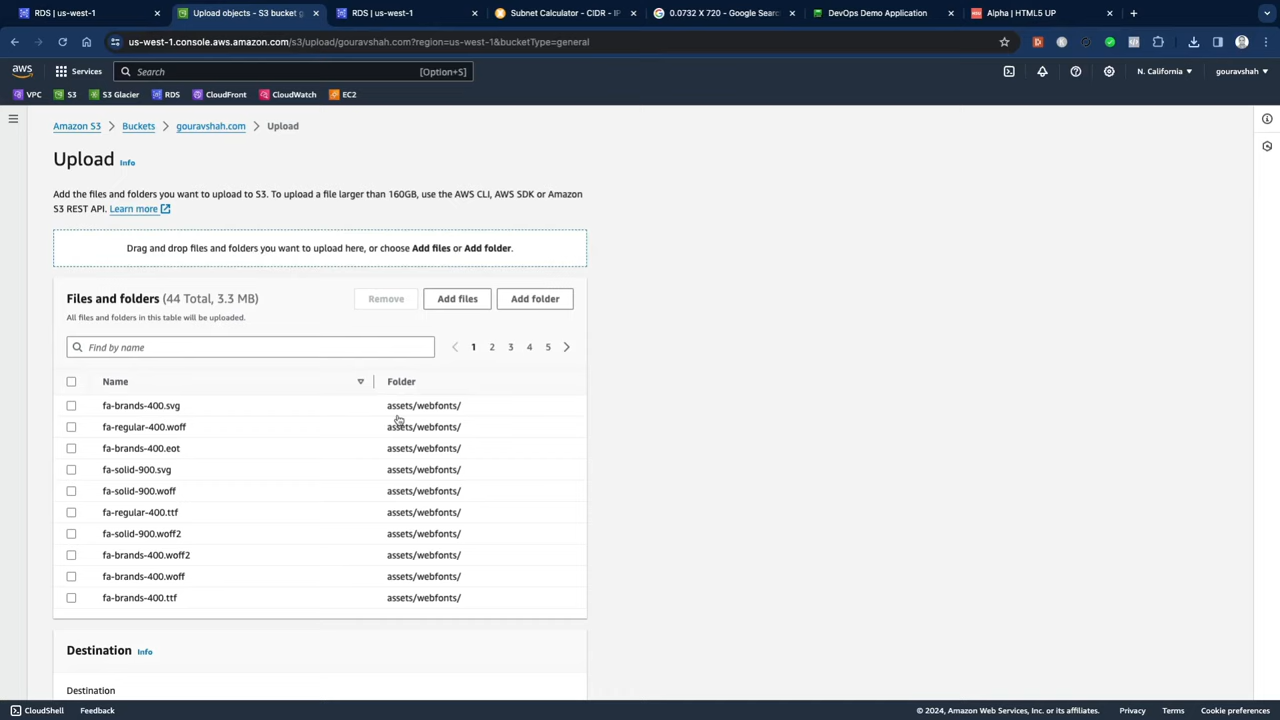 RDS | us-west-1
Upload objects - S3 bucket g
RDS | us-west-1
Subnet Calculator - CIDR - IP
0.0732 X 720 - Google Searc
DevOps Demo Application
Alpha | HTML5 UP
us-west-1.console.aws.amazon.com/s3/upload/gouravshah.com?region=us-west-1&bucketType=general
aws Services Search [Option+S] N. California gouravshah
VPC S3 S3 Glacier RDS CloudFront CloudWatch EC2
Amazon S3 > Buckets > gouravshah.com > Upload
Upload Info
Add the files and folders you want to upload to S3. To upload a file larger than 160GB, use the AWS CLI, AWS SDK or Amazon
S3 REST API. Learn more
Drag and drop files and folders you want to upload here, or choose Add files or Add folder.
Files and folders (44 Total, 3.3 MB) Remove Add files Add folder
All files and folders in this table will be uploaded.
Find by name 1 2 3 4 5
Name Folder
fa-brands-400.svg assets/webfonts/
fa-regular-400.woff assets/webfonts/
fa-brands-400.eot assets/webfonts/
fa-solid-900.svg assets/webfonts/
fa-solid-900.woff assets/webfonts/
fa-regular-400.ttf assets/webfonts/
fa-solid-900.woff2 assets/webfonts/
fa-brands-400.woff2 assets/webfonts/
fa-brands-400.woff assets/webfonts/
fa-brands-400.ttf assets/webfonts/
Destination Info
Destination
CloudShell Feedback © 2024, Amazon Web Services, Inc. or its affiliates. Privacy Terms Cookie preferences